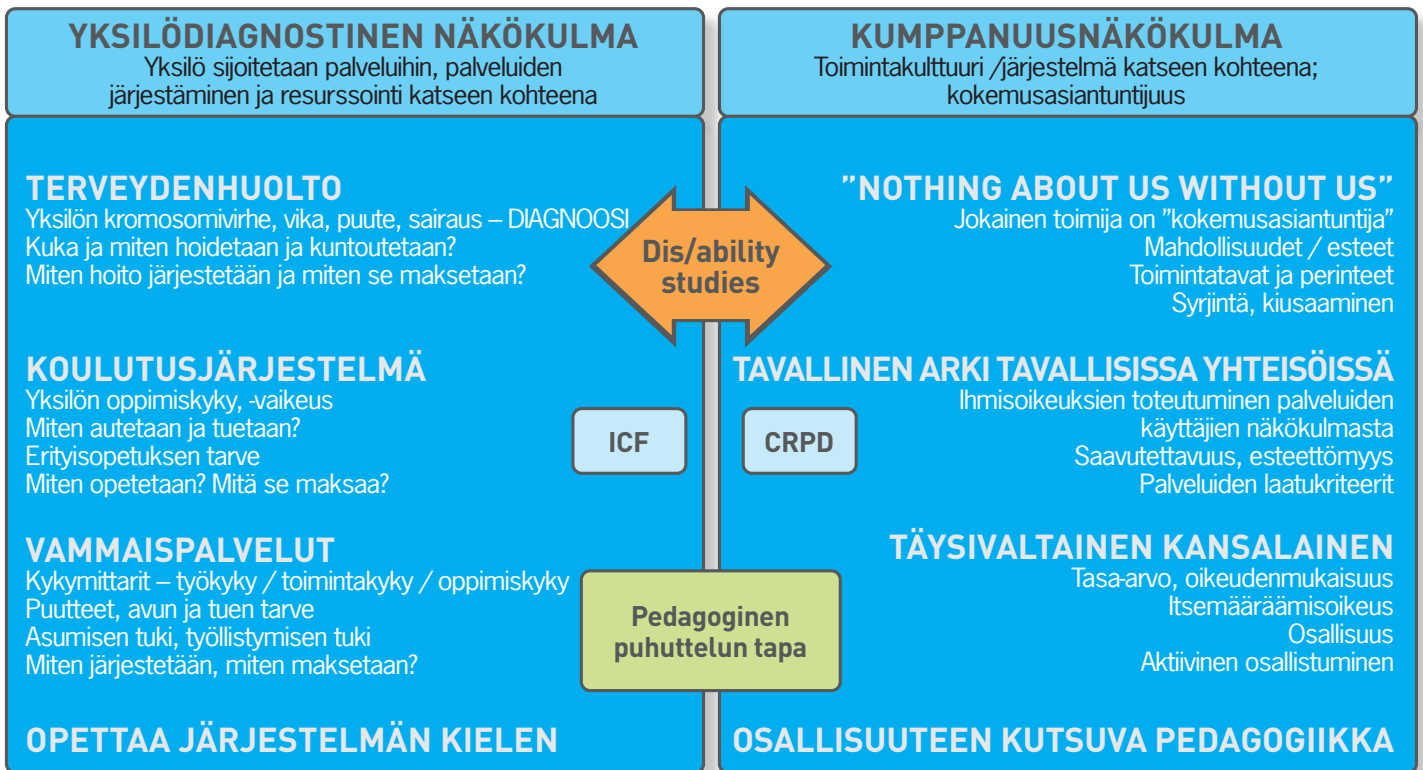 YKSILÖDIAGNOSTINEN NÄKÖKULMA
Yksilö sijoitetaan palveluihin, palveluiden
järjestäminen ja resurssointi katseen kohteena
TERVEYDENHUOLTO
Yksilön kromosomivirhe, vika, puute, sairaus – DIAGNOOSI
Kuka ja miten hoidetaan ja kuntoutetaan?
Miten hoito järjestetään ja miten se maksetaan?
KOULUTUSJÄRJESTELMÄ
Yksilön oppimiskyky, -vaikeus
Miten autetaan ja tuetaan?
Erityisopetuksen tarve
Miten opetetaan? Mitä se maksaa?
VAMMAISPALVELUT
Kykymittarit – työkyky / toimintakyky / oppimiskyky
Puutteet, avun ja tuen tarve
Asumisen tuki, työllistymisen tuki
Miten järjestetään, miten maksetaan?
OPETTAA JÄRJESTELMÄN KIELEN
Dis/ability
studies
ICF
CRPD
Pedagoginen
puhuttelun tapa
KUMPPANUUSNÄKÖKULMA
Toimintakulttuuri /järjestelmä katseen kohteena;
kokemusasiantuntijuus
”NOTHING ABOUT US WITHOUT US”
Jokainen toimija on ”kokemusasiantuntija”
Mahdollisuudet / esteet
Toimintatavat ja perinteet
Syrjintä, kiusaaminen
TAVALLINEN ARKI TAVALLISISSA YHTEISÖISSÄ
Ihmisoikeuksien toteutuminen palveluiden
käyttäjien näkökulmasta
Saavutettavuus, esteettömyys
Palveluiden laatukriteerit
TÄYSIVALTAINEN KANSALAINEN
Tasa-arvo, oikeudenmukaisuus
Itsemääräämisoikeus
Osallisuus
Aktiivinen osallistuminen
OSALLISUUTEEN KUTSUVA PEDAGOGIIKKA